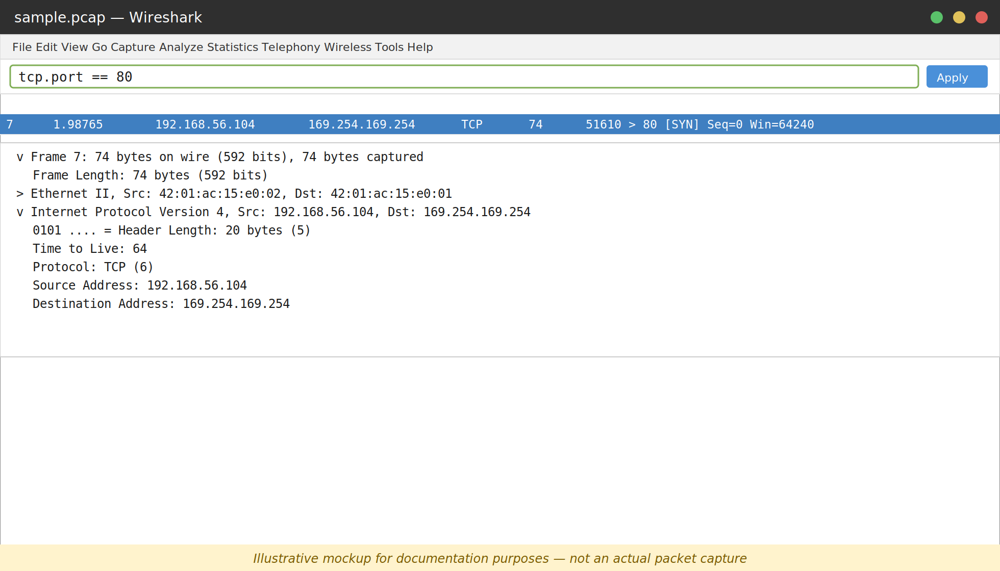 sample.pcap — Wireshark
File Edit View Go Capture Analyze Statistics Telephony Wireless Tools Help
tcp.port == 80 Apply
7 1.98765 192.168.56.104 169.254.169.254 TCP 74 51610 > 80 [SYN] Seq=0 Win=64240
v Frame 7: 74 bytes on wire (592 bits), 74 bytes captured
Frame Length: 74 bytes (592 bits)
> Ethernet II, Src: 42:01:ac:15:e0:02, Dst: 42:01:ac:15:e0:01
v Internet Protocol Version 4, Src: 192.168.56.104, Dst: 169.254.169.254
0101 .... = Header Length: 20 bytes (5)
Time to Live: 64
Protocol: TCP (6)
Source Address: 192.168.56.104
Destination Address: 169.254.169.254
Illustrative mockup for documentation purposes — not an actual packet capture